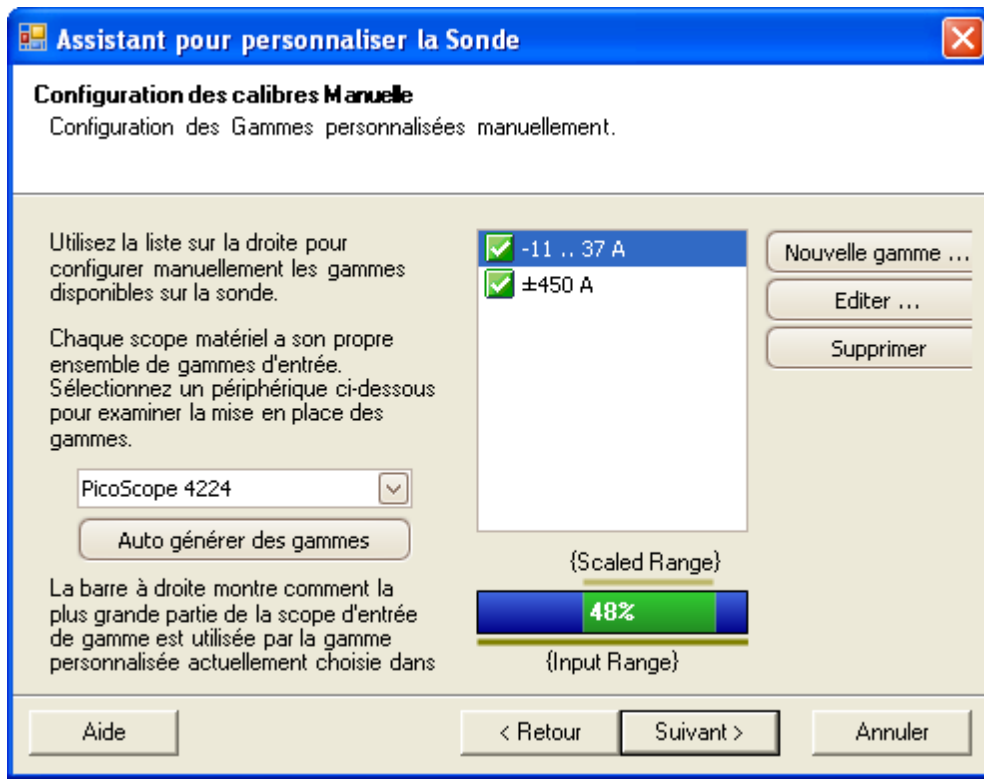 Assistant pour personnaliser la Sonde
Configuration des calibres Manuelle
Configuration des Gammes personnalisées manuellement.
Utilisez la liste sur la droite pour
configurer manuellement les gammes
disponibles sur la sonde.
Chaque scope matériel a son propre
ensemble de gammes d'entrée.
Sélectionnez un périphérique ci-dessous
pour examiner la mise en place des
gammes.
PicoScope 4224
Auto générer des gammes
La barre à droite montre comment la
plus grande partie de la scope d'entrée
de gamme est utilisée par la gamme
personnalisée actuellement choisie dans
-11 .. 37 A
±450 A
Nouvelle gamme ...
Editer ...
Supprimer
{Scaled Range}
48%
{Input Range}
Aide
< Retour
Suivant >
Annuler